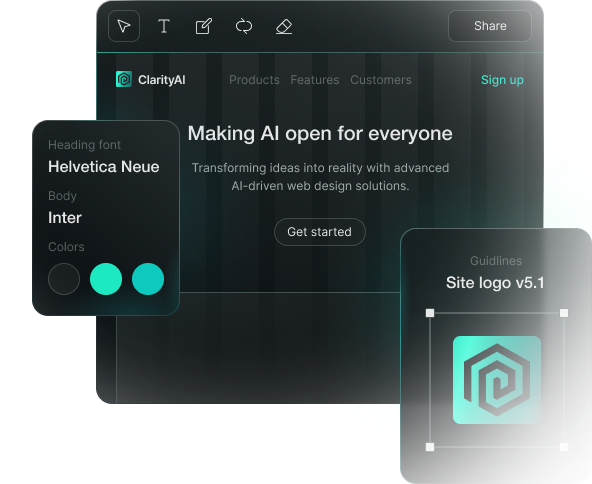 Share
ClarityAI
Products Features Customers
Sign up
Making AI open for everyone
Transforming ideas into reality with advanced
AI-driven web design solutions.
Get started
Heading font
Helvetica Neue
Body
Inter
Colors
Guidlines
Site logo v5.1